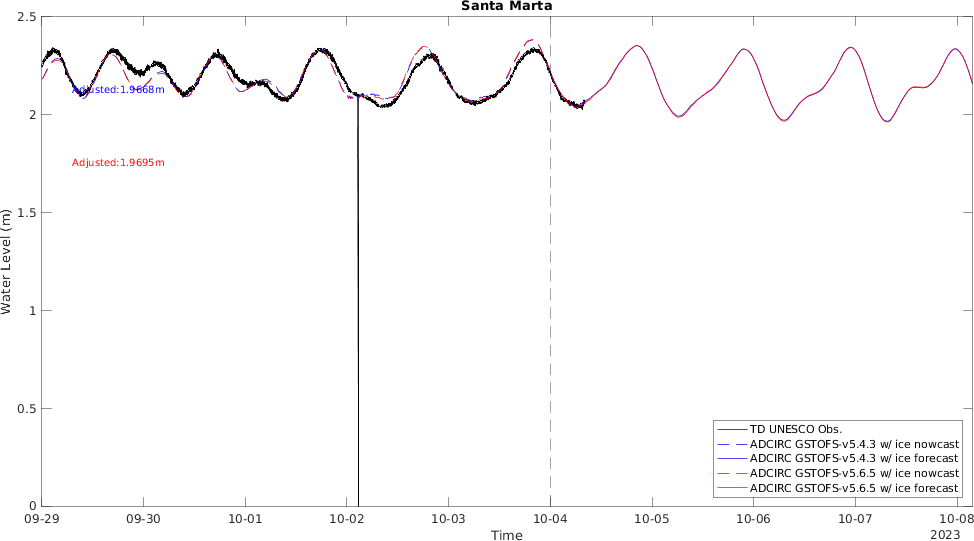 Santa Marta
2.5
2
1.5
1
0.5
0
Water Level (m)
Adjusted:1.9668m
Adjusted:1.9695m
TD UNESCO Obs.
ADCIRC GSTOFS-v5.4.3 w/ ice nowcast
ADCIRC GSTOFS-v5.4.3 w/ ice forecast
ADCIRC GSTOFS-v5.6.5 w/ ice nowcast
ADCIRC GSTOFS-v5.6.5 w/ ice forecast
09-29 09-30 10-01 10-02 10-03 10-04 10-05 10-06 10-07 10-08
Time
2023